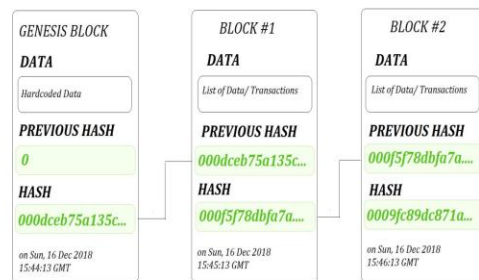 GENESIS BLOCK
DATA
Hardcoded Data
PREVIOUS HASH
0
HASH
000dceb75a135c...
on Sun, 16 Dec 2018
15:44:13 GMT
BLOCK #1
DATA
List of Data/ Transactions
PREVIOUS HASH
000dceb75a135c...
HASH
000f5f78dbfa7a....
on Sun, 16 Dec 2018
15:45:13 GMT
BLOCK #2
DATA
List of Data/ Transactions
PREVIOUS HASH
000f5f78dbfa7a....
HASH
0009fc89dc871a...
on Sun, 16 Dec 2018
15:46:13 GMT